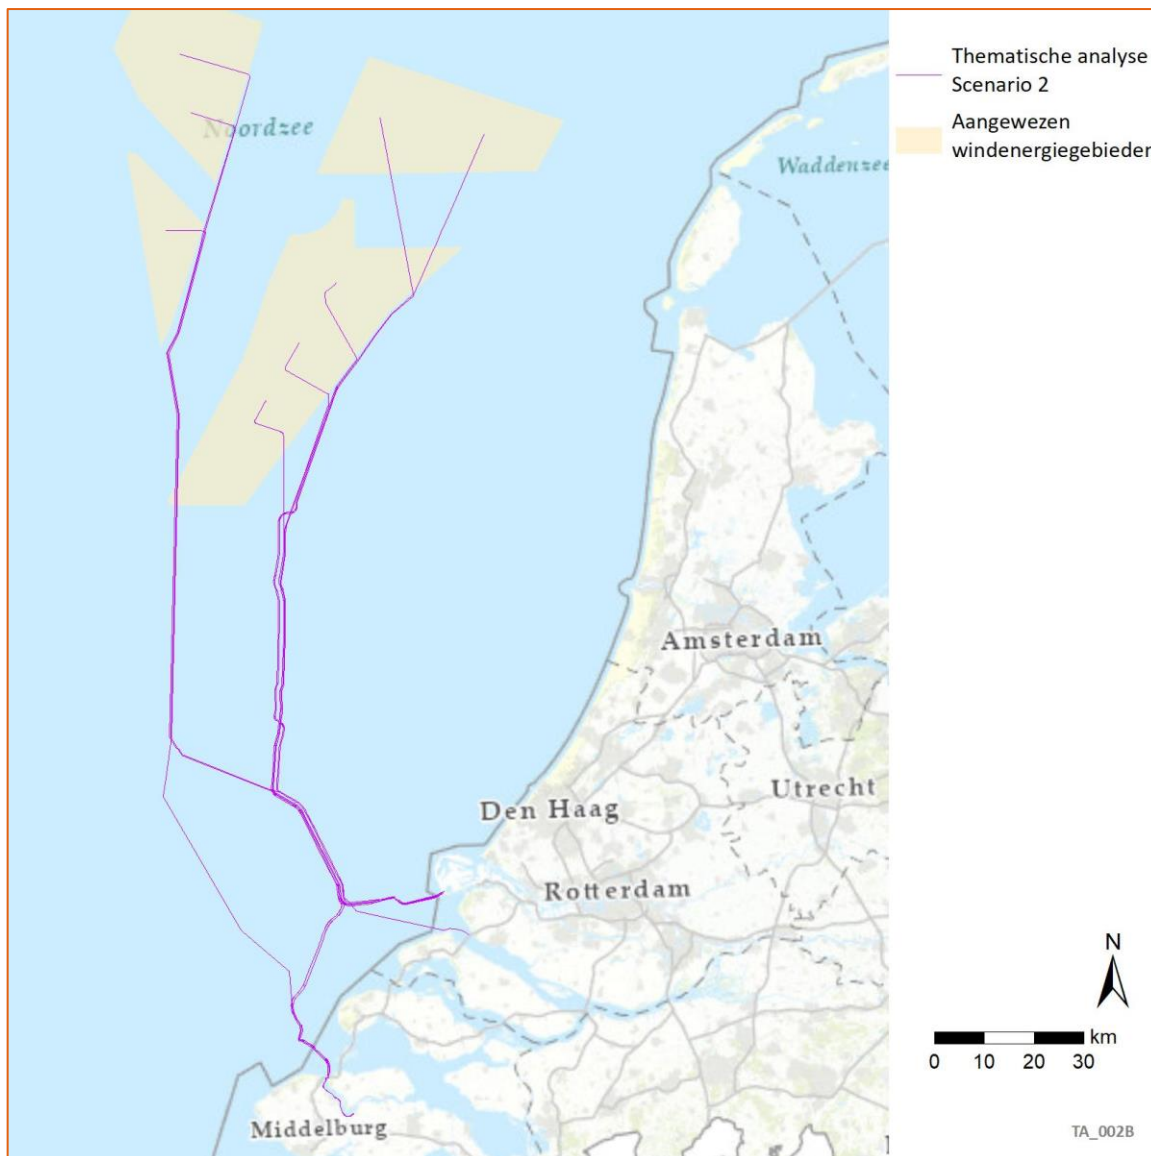 Thematische analyse
Scenario 2
Aangewezen
windenergiegebieden
Noordzee
Waddenzee
Amsterdam
Utrecht
Den Haag
Rotterdam
Middelburg
N
km
0 10 20 30
TA_002B